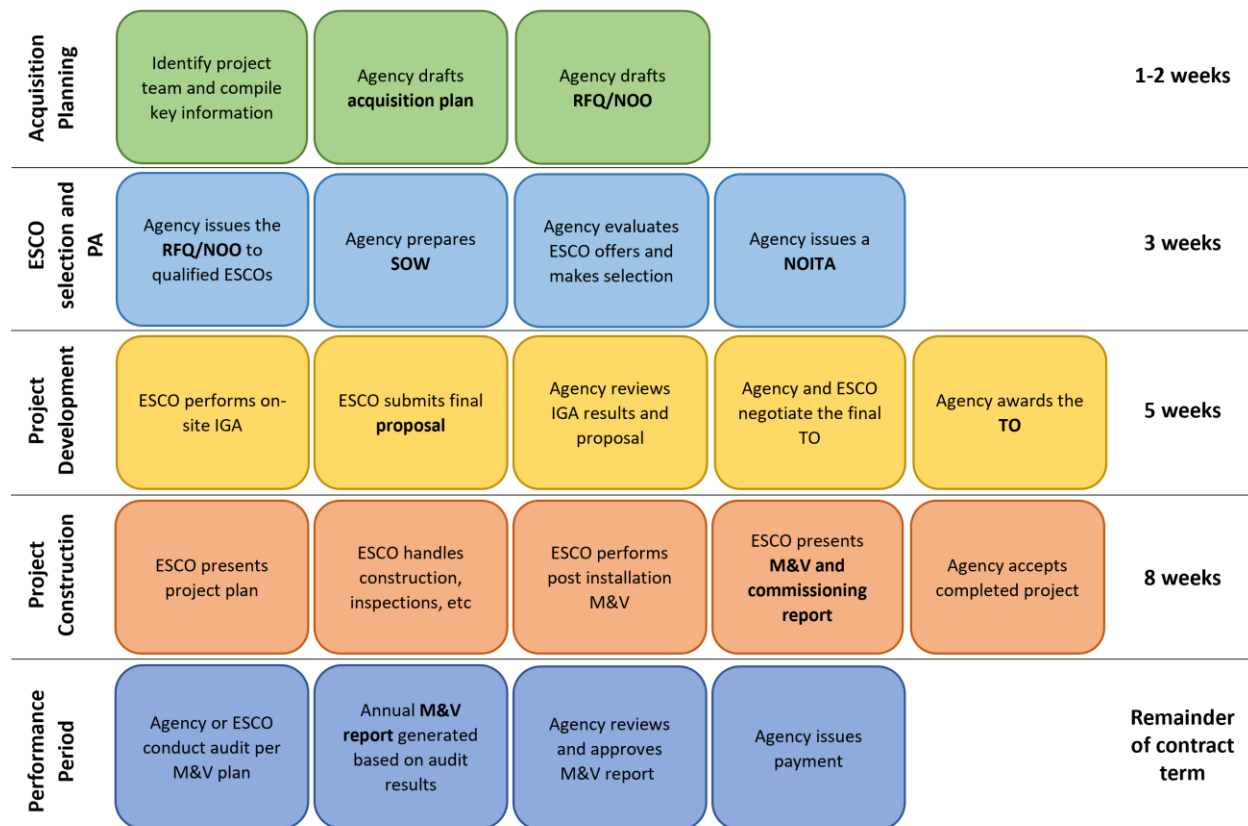 Acquisition
Planning
Identify project
team and compile
key information
Agency drafts
acquisition plan
Agency drafts
RFQ/NOO
1-2 weeks
ESCO
selection and
PA
Agency issues the
RFQ/NOO to
qualified ESCOs
Agency prepares
SOW
Agency evaluates
ESCO offers and
makes selection
Agency issues a
NOITA
3 weeks
Project
Development
ESCO performs on-
site IGA
ESCO submits final
proposal
Agency reviews
IGA results and
proposal
Agency and ESCO
negotiate the final
TO
Agency awards the
TO
5 weeks
Project
Construction
ESCO presents
project plan
ESCO handles
construction,
inspections, etc
ESCO performs
post installation
M&V
ESCO presents
M&V and
commissioning
report
Agency accepts
completed project
8 weeks
Performance
Period
Agency or ESCO
conduct audit per
M&V plan
Annual M&V
report generated
based on audit
results
Agency reviews
and approves
M&V report
Agency issues
payment
Remainder
of contract
term